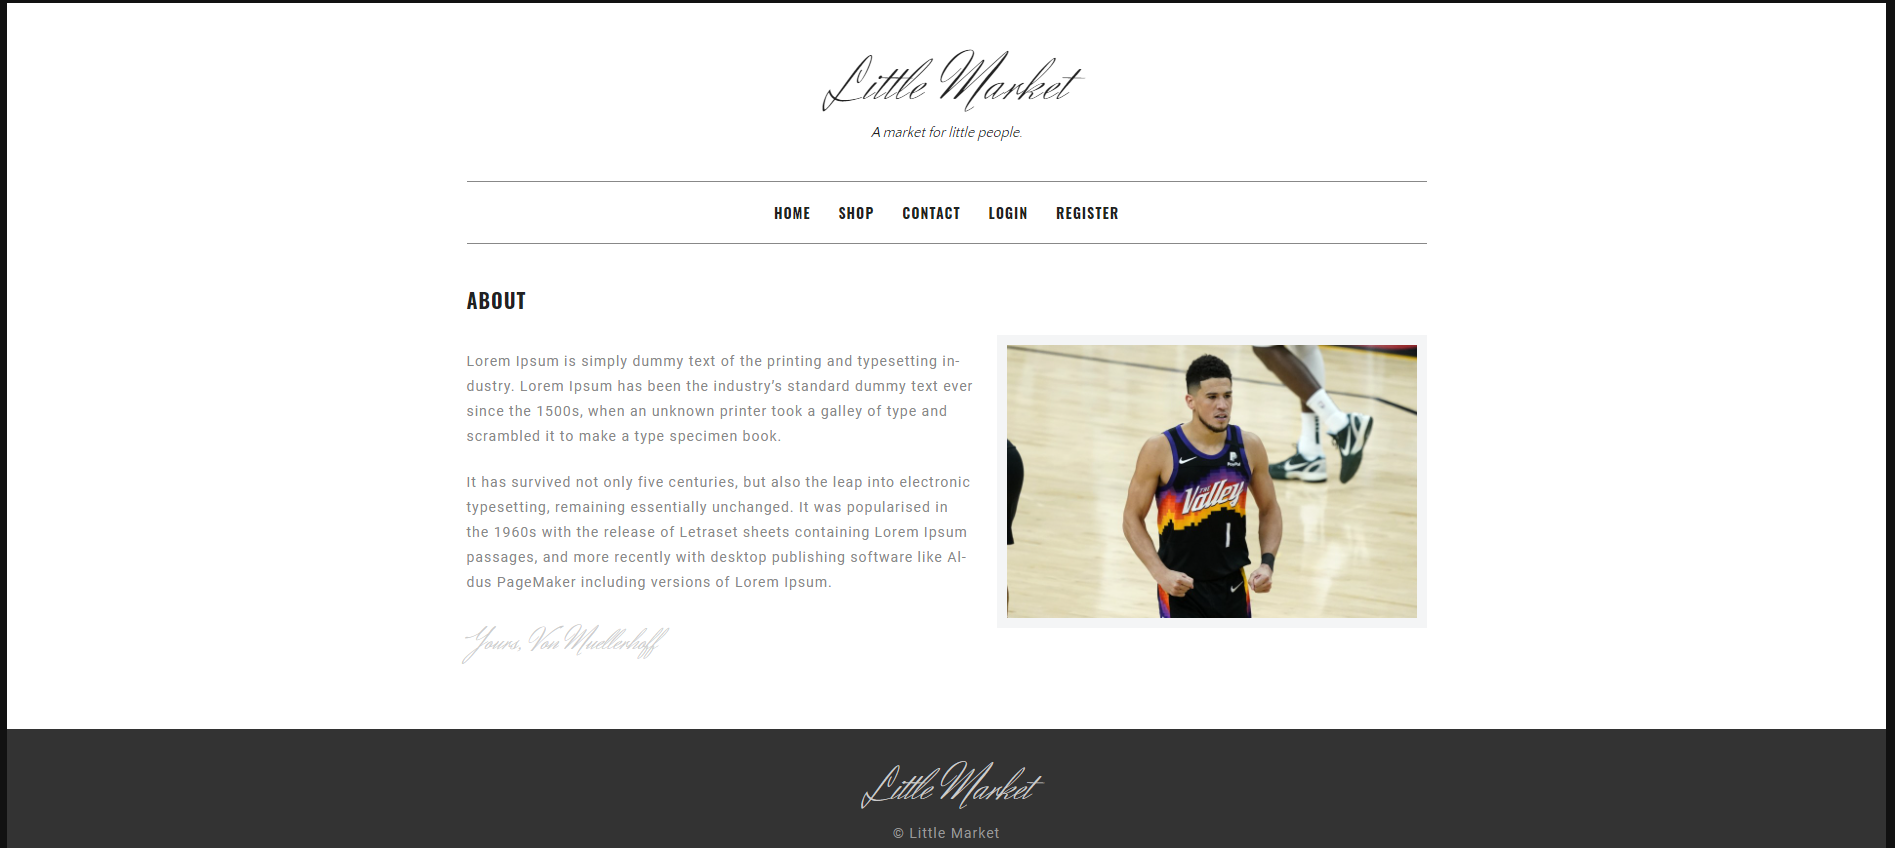 Little Market
A market for little people.
HOME SHOP CONTACT LOGIN REGISTER
ABOUT
Lorem Ipsum is simply dummy text of the printing and typesetting in-
dustry. Lorem Ipsum has been the industry's standard dummy text ever
since the 1500s, when an unknown printer took a galley of type and
scrambled it to make a type specimen book.
It has survived not only five centuries, but also the leap into electronic
typesetting, remaining essentially unchanged. It was popularised in
the 1960s with the release of Letraset sheets containing Lorem Ipsum
passages, and more recently with desktop publishing software like Al-
dus PageMaker including versions of Lorem Ipsum.
Yours, Von Muellerhoff
PayPal
THE
Valley
1
Little Market
© Little Market